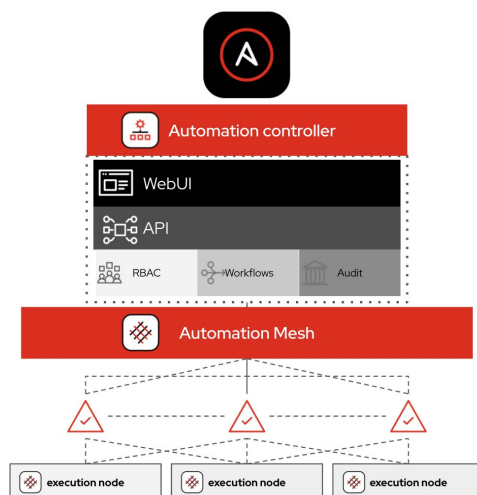 Automation controller
WebUI
API
RBAC Workflows Audit
Automation Mesh
execution node execution node execution node